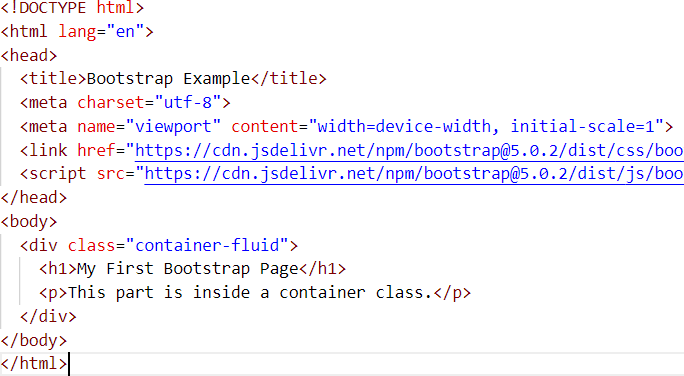 <!DOCTYPE html>
<html lang="en">
<head>
  <title>Bootstrap Example</title>
  <meta charset="utf-8">
  <meta name="viewport" content="width=device-width, initial-scale=1">
  <link href="https://cdn.jsdelivr.net/npm/bootstrap@5.0.2/dist/css/boo
  <script src="https://cdn.jsdelivr.net/npm/bootstrap@5.0.2/dist/js/boo
</head>
<body>
  <div class="container-fluid">
    <h1>My First Bootstrap Page</h1>
    <p>This part is inside a container class.</p>
  </div>
</body>
</html>